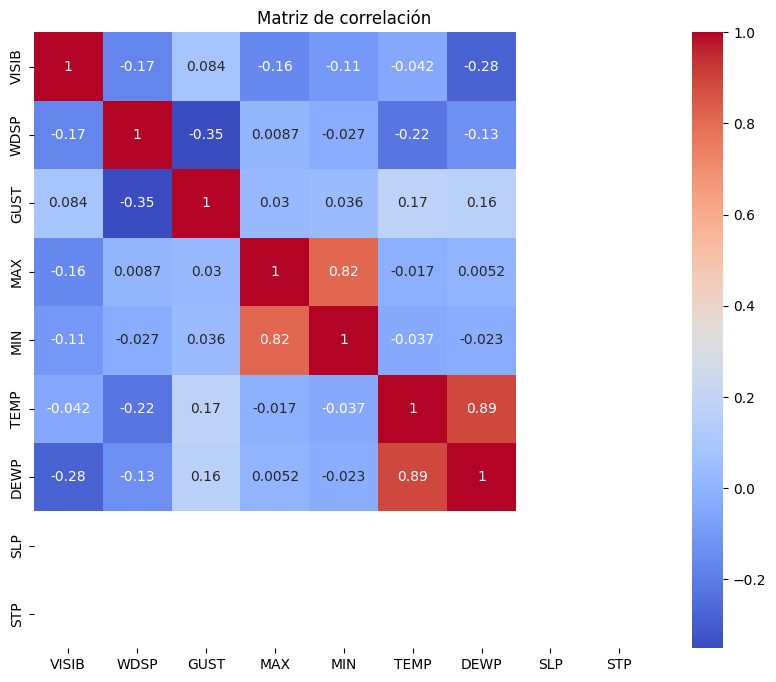 Matriz de correlación
VISIB 1 -0.17 0.084 -0.16 -0.11 -0.042 -0.28
WDSP -0.17 1 -0.35 0.0087 -0.027 -0.22 -0.13
GUST 0.084 -0.35 1 0.03 0.036 0.17 0.16
MAX -0.16 0.0087 0.03 1 0.82 -0.017 0.0052
MIN -0.11 -0.027 0.036 0.82 1 -0.037 -0.023
TEMP -0.042 -0.22 0.17 -0.017 -0.037 1 0.89
DEWP -0.28 -0.13 0.16 0.0052 -0.023 0.89 1
SLP
STP
VISIB WDSP GUST MAX MIN TEMP DEWP SLP STP
1.0
0.8
0.6
0.4
0.2
0.0
−0.2